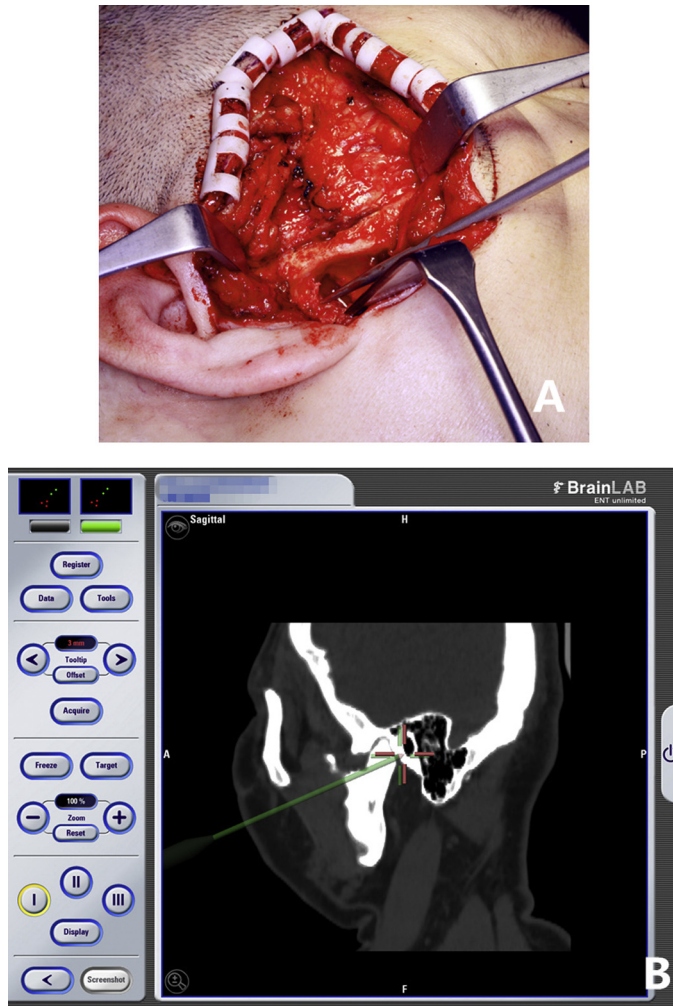 A
BrainLAB
ENT unlimited
Sagittal
H
Register
Data
Tools
3 mm
Tooltip
Offset
Acquire
A
P
Freeze
Target
100 %
Zoom
Reset
I
II
III
Display
Screenshot
F
B